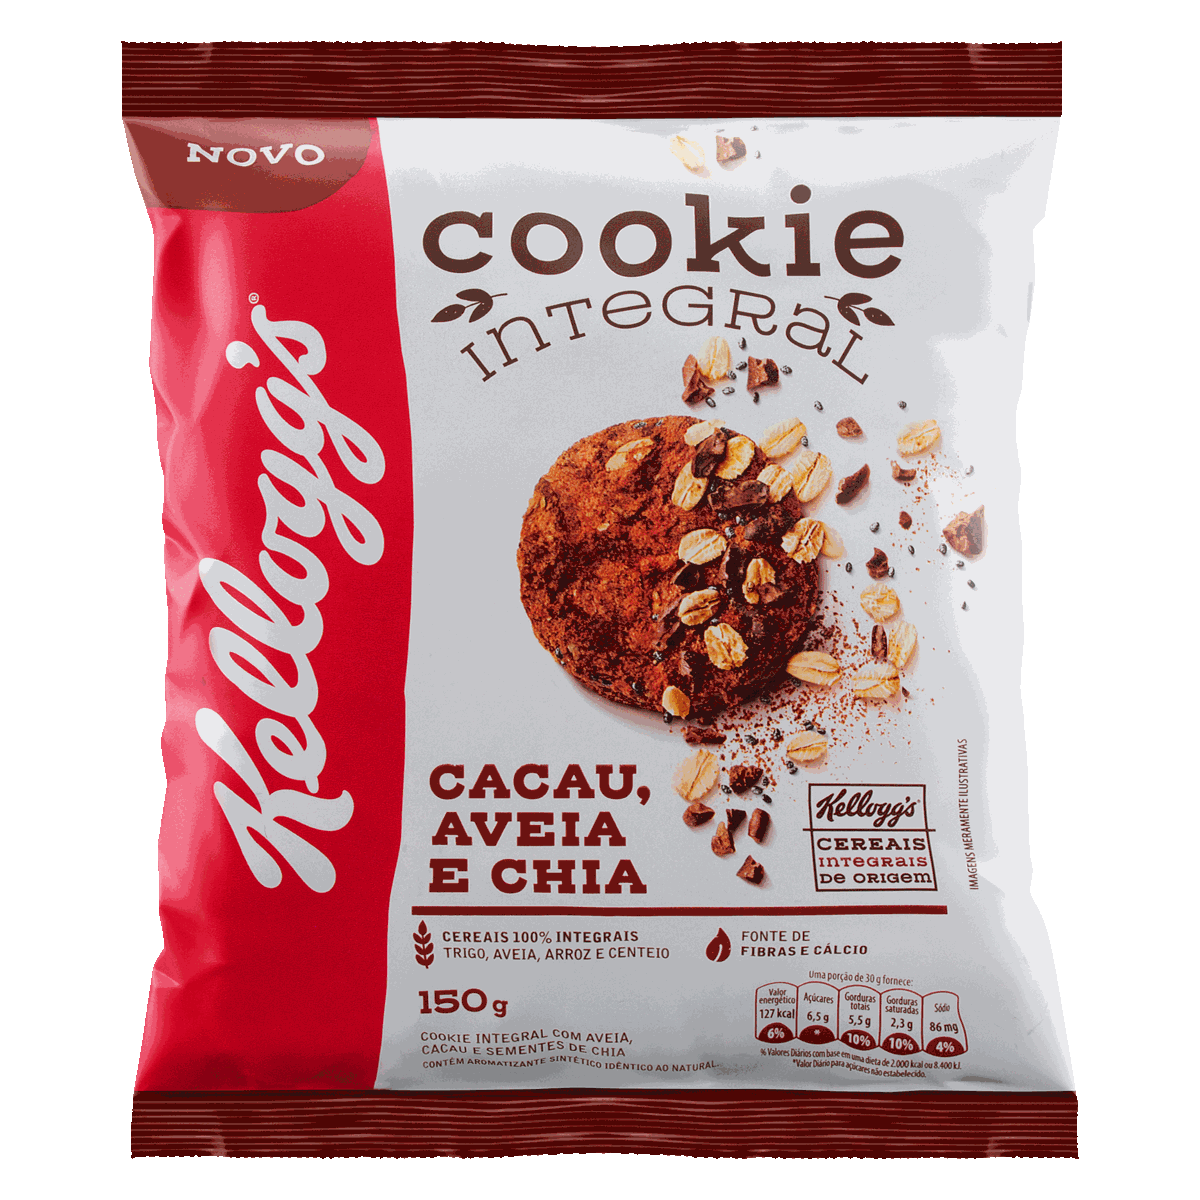 NOVO
Kellogg's®
cookie
INTEGRAL
CACAU,
AVEIA
E CHIA
Kellogg's
CEREAIS
INTEGRAIS
DE ORIGEM
IMAGENS MERAMENTE ILUSTRATIVAS
CEREAIS 100% INTEGRAIS
TRIGO, AVEIA, ARROZ E CENTEIO
FONTE DE
FIBRAS E CÁLCIO
150g
COOKIE INTEGRAL COM AVEIA,
CACAU E SEMENTES DE CHIA
CONTÉM AROMATIZANTE SINTÉTICO IDÊNTICO AO NATURAL.
Uma porção de 30 g fornece:
Valor energético 127 kcal 6%
Açúcares 6,5 g *
Gorduras totais 5,5 g 10%
Gorduras saturadas 2,3 g 10%
Sódio 86 mg 4%
% Valores Diários com base em uma dieta de 2.000 kcal ou 8.400 kJ.
*Valor Diário para açúcares não estabelecido.